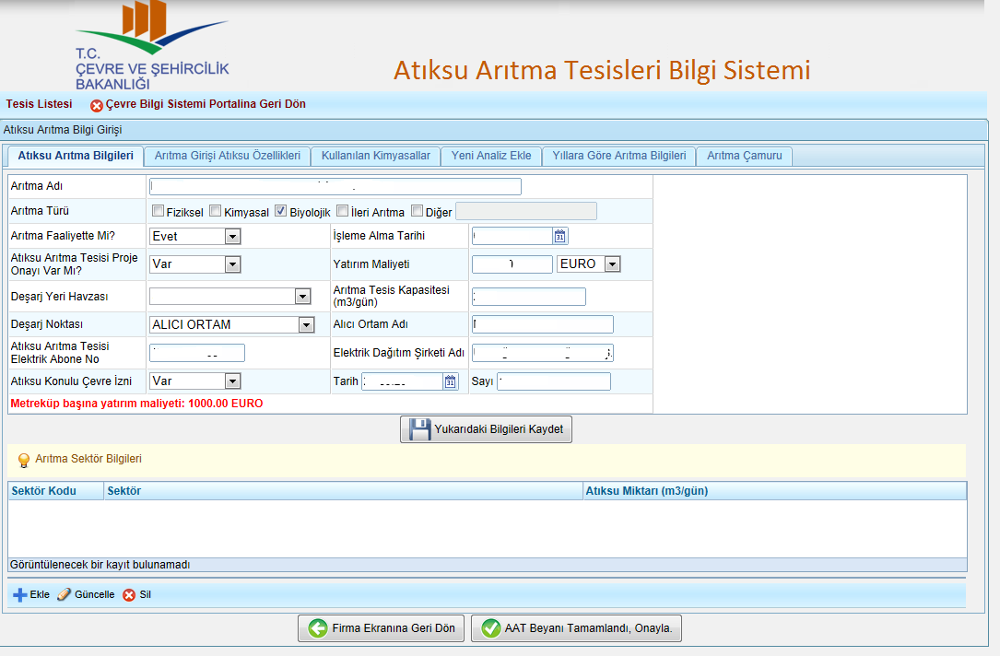 T.C.
ÇEVRE VE ŞEHİRCİLİK
BAKANLIĞI
Atıksu Arıtma Tesisleri Bilgi Sistemi
Tesis Listesi Çevre Bilgi Sistemi Portalina Geri Dön
Atıksu Arıtma Bilgi Girişi
Atıksu Arıtma Bilgileri Arıtma Girişi Atıksu Özellikleri Kullanılan Kimyasallar Yeni Analiz Ekle Yıllara Göre Arıtma Bilgileri Arıtma Çamuru
Arıtma Adı
Arıtma Türü Fiziksel Kimyasal Biyolojik İleri Arıtma Diğer
Arıtma Faaliyette Mi? Evet İşleme Alma Tarihi 31
Atıksu Arıtma Tesisi Proje
Onayı Var Mı? Var Yatırım Maliyeti EURO
Deşarj Yeri Havzası Arıtma Tesis Kapasitesi
(m3/gün)
Deşarj Noktası ALICI ORTAM Alıcı Ortam Adı
Atıksu Arıtma Tesisi
Elektrik Abone No Elektrik Dağıtım Şirketi Adı
Atıksu Konulu Çevre İzni Var Tarih 31 Sayı
Metreküp başına yatırım maliyeti: 1000.00 EURO
Yukarıdaki Bilgileri Kaydet
Arıtma Sektör Bilgileri
Sektör Kodu Sektör Atıksu Miktarı (m3/gün)
Görüntülenecek bir kayıt bulunamadı
Ekle Güncelle Sil
Firma Ekranına Geri Dön AAT Beyanı Tamamlandı, Onayla.